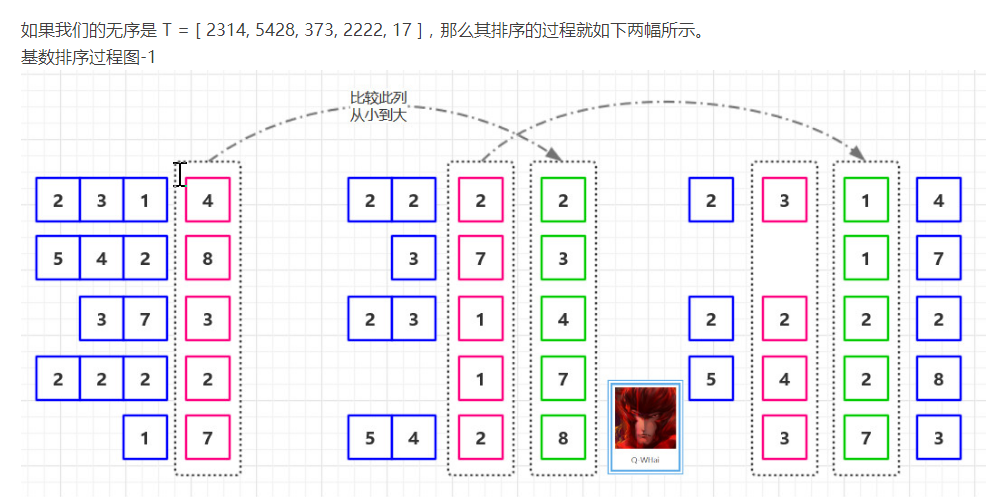 如果我们的无序是 T = [ 2314, 5428, 373, 2222, 17 ]，那么其排序的过程就如下两幅所示。
基数排序过程图-1
比较此列
从小到大
2 3 1 4 2 2 2 2 2 3 1 4
5 4 2 8 3 7 3 1 7
3 7 3 2 3 1 4 2 2 2 2
2 2 2 2 1 7 5 4 2 8
1 7 5 4 2 8 3 7 3
Q WHai